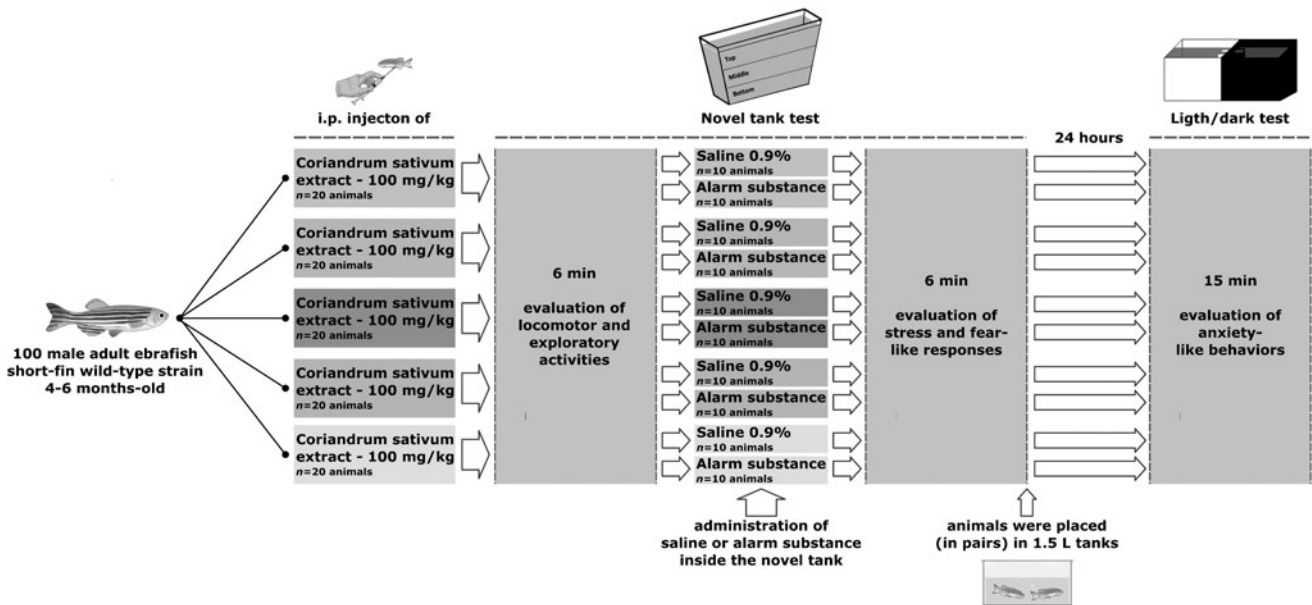 Top
Middle
Bottom
i.p. injecton of
Novel tank test
Ligth/dark test
24 hours
Coriandrum sativum
extract - 100 mg/kg
n=20 animals
Coriandrum sativum
extract - 100 mg/kg
n=20 animals
Coriandrum sativum
extract - 100 mg/kg
n=20 animals
Coriandrum sativum
extract - 100 mg/kg
n=20 animals
Coriandrum sativum
extract - 100 mg/kg
n=20 animals
100 male adult ebrafish
short-fin wild-type strain
4-6 months-old
6 min
evaluation of
locomotor and
exploratory
activities
Saline 0.9%
n=10 animals
Alarm substance
n=10 animals
Saline 0.9%
n=10 animals
Alarm substance
n=10 animals
Saline 0.9%
n=10 animals
Alarm substance
n=10 animals
Saline 0.9%
n=10 animals
Alarm substance
n=10 animals
Saline 0.9%
n=10 animals
Alarm substance
n=10 animals
6 min
evaluation of
stress and fear-
like responses
15 min
evaluation of
anxiety-
like behaviors
administration of
saline or alarm substance
inside the novel tank
animals were placed
(in pairs) in 1.5 L tanks